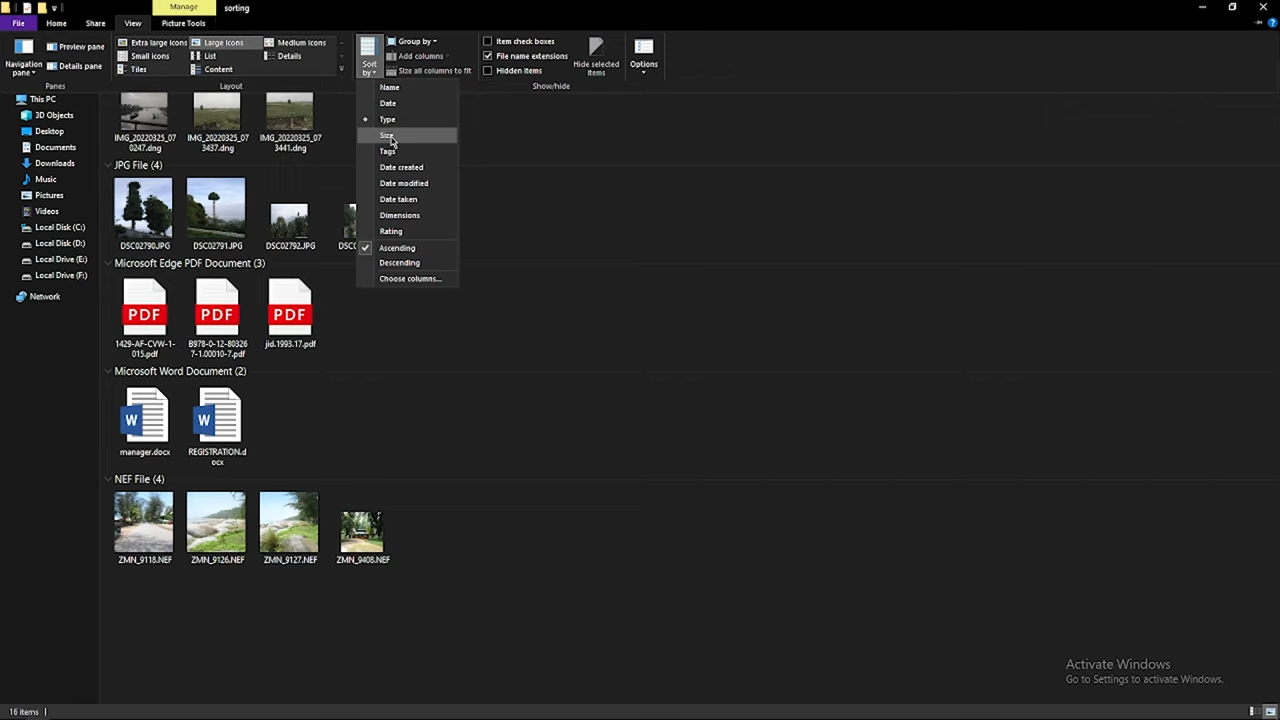 Manage
sorting
File
Home
Share
View
Picture Tools
Navigation
pane
Preview pane
Details pane
Panes
Extra large icons
Large icons
Medium icons
Small icons
List
Details
Tiles
Content
Layout
Sort
by
Group by
Add columns
Size all columns to fit
Item check boxes
File name extensions
Hidden items
Hide selected
items
Options
Show/hide
Name
Date
Type
Size
Tags
Date created
Date modified
Date taken
Dimensions
Rating
Ascending
Descending
Choose columns...
This PC
3D Objects
Desktop
Documents
Downloads
Music
Pictures
Videos
Local Disk (C:)
Local Disk (D:)
Local Drive (E:)
Local Drive (F:)
Network
IMG_20220325_07
0247.dng
IMG_20220325_07
3437.dng
IMG_20220325_07
3441.dng
JPG File (4)
DSC02790.JPG
DSC02791.JPG
DSC02792.JPG
Microsoft Edge PDF Document (3)
PDF
PDF
PDF
1429-AF-CVW-1-
015.pdf
B978-0-12-80326
7-1.00010-7.pdf
jid.1993.17.pdf
Microsoft Word Document (2)
W
W
manager.docx
REGISTRATION.d
ocx
NEF File (4)
ZMN_9118.NEF
ZMN_9126.NEF
ZMN_9127.NEF
ZMN_9408.NEF
Activate Windows
Go to Settings to activate Windows.
16 items